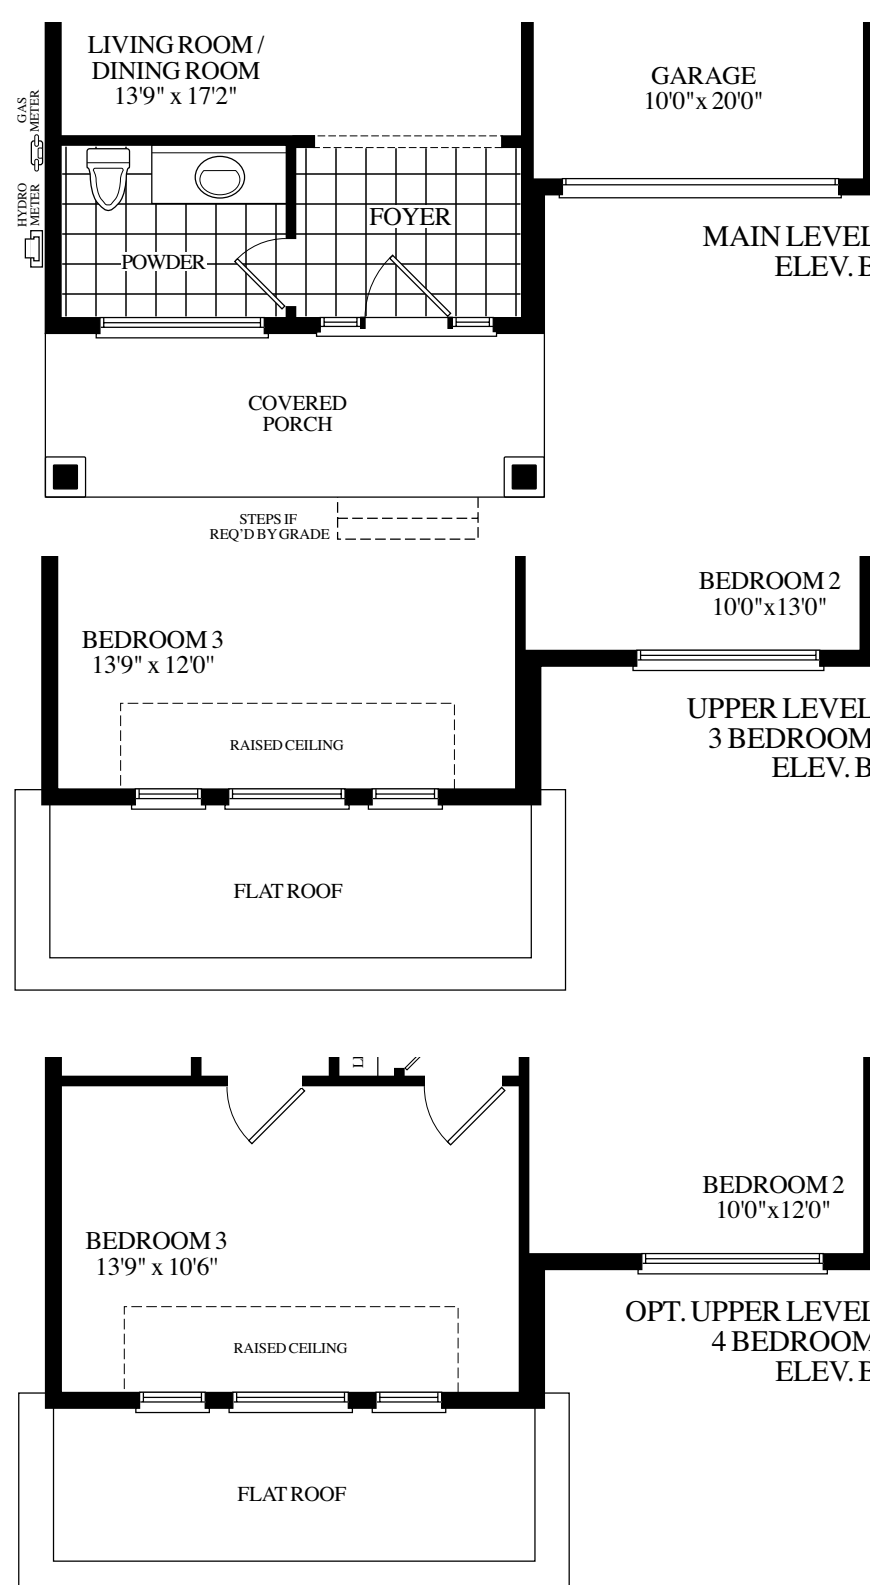 LIVING ROOM /
DINING ROOM
13'9" x 17'2"
GARAGE
10'0"x 20'0"
GAS
METER
HYDRO
METER
FOYER
POWDER
MAIN LEVEL
ELEV. B
COVERED
PORCH
STEPS IF
REQ'D BY GRADE
BEDROOM 2
10'0"x13'0"
BEDROOM 3
13'9" x 12'0"
RAISED CEILING
UPPER LEVEL
3 BEDROOM
ELEV. B
FLAT ROOF
BEDROOM 2
10'0"x12'0"
BEDROOM 3
13'9" x 10'6"
OPT. UPPER LEVEL
4 BEDROOM
ELEV. B
RAISED CEILING
FLAT ROOF